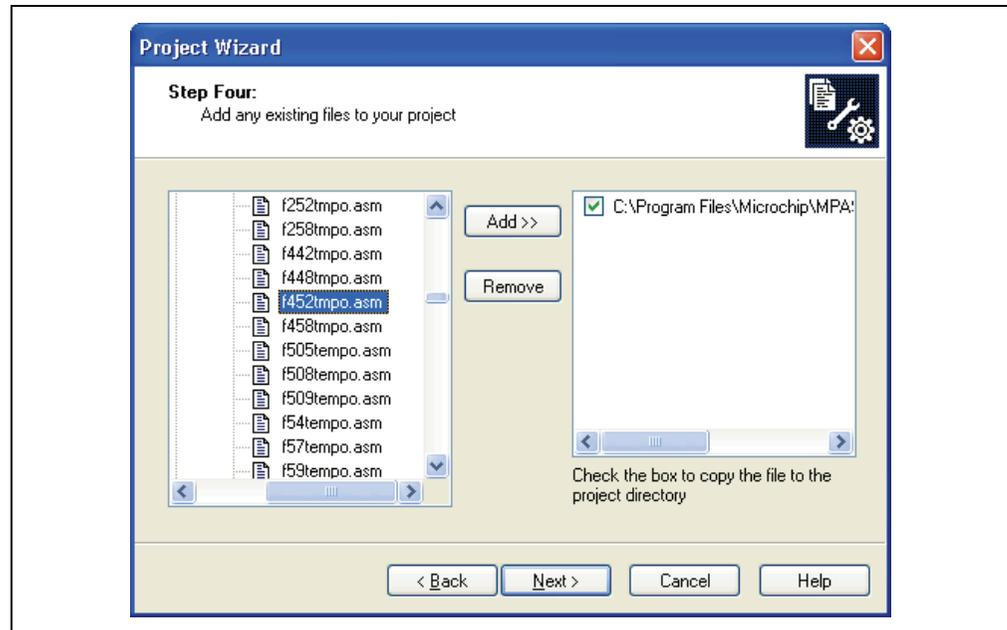 Project Wizard
Step Four:
Add any existing files to your project
f252tmpo.asm
f258tmpo.asm
f442tmpo.asm
f448tmpo.asm
f452tmpo.asm
f458tmpo.asm
f505tempo.asm
f508tempo.asm
f509tempo.asm
f54tempo.asm
f57tempo.asm
f59tempo.asm
Add >>
Remove
C:\Program Files\Microchip\MPAS
Check the box to copy the file to the
project directory
< Back
Next >
Cancel
Help